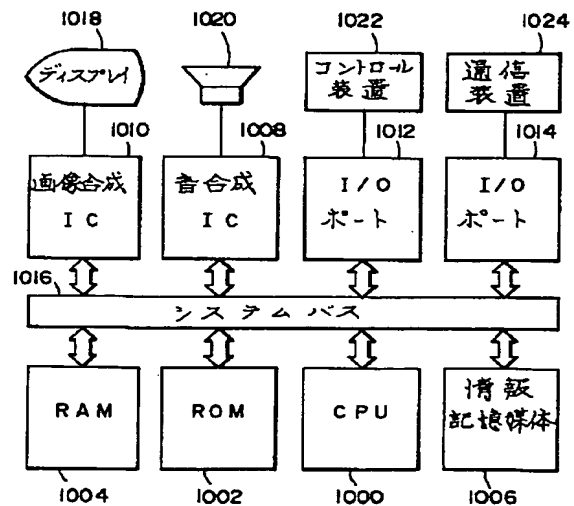 1018
1020
1022
1024
ディスプレイ
コントロール
装置
通信
装置
1010
1008
1012
1014
画像合成
IC
音合成
IC
I/O
ポート
I/O
ポート
1016
システムバス
RAM
ROM
CPU
情報
記憶媒体
1004
1002
1000
1006